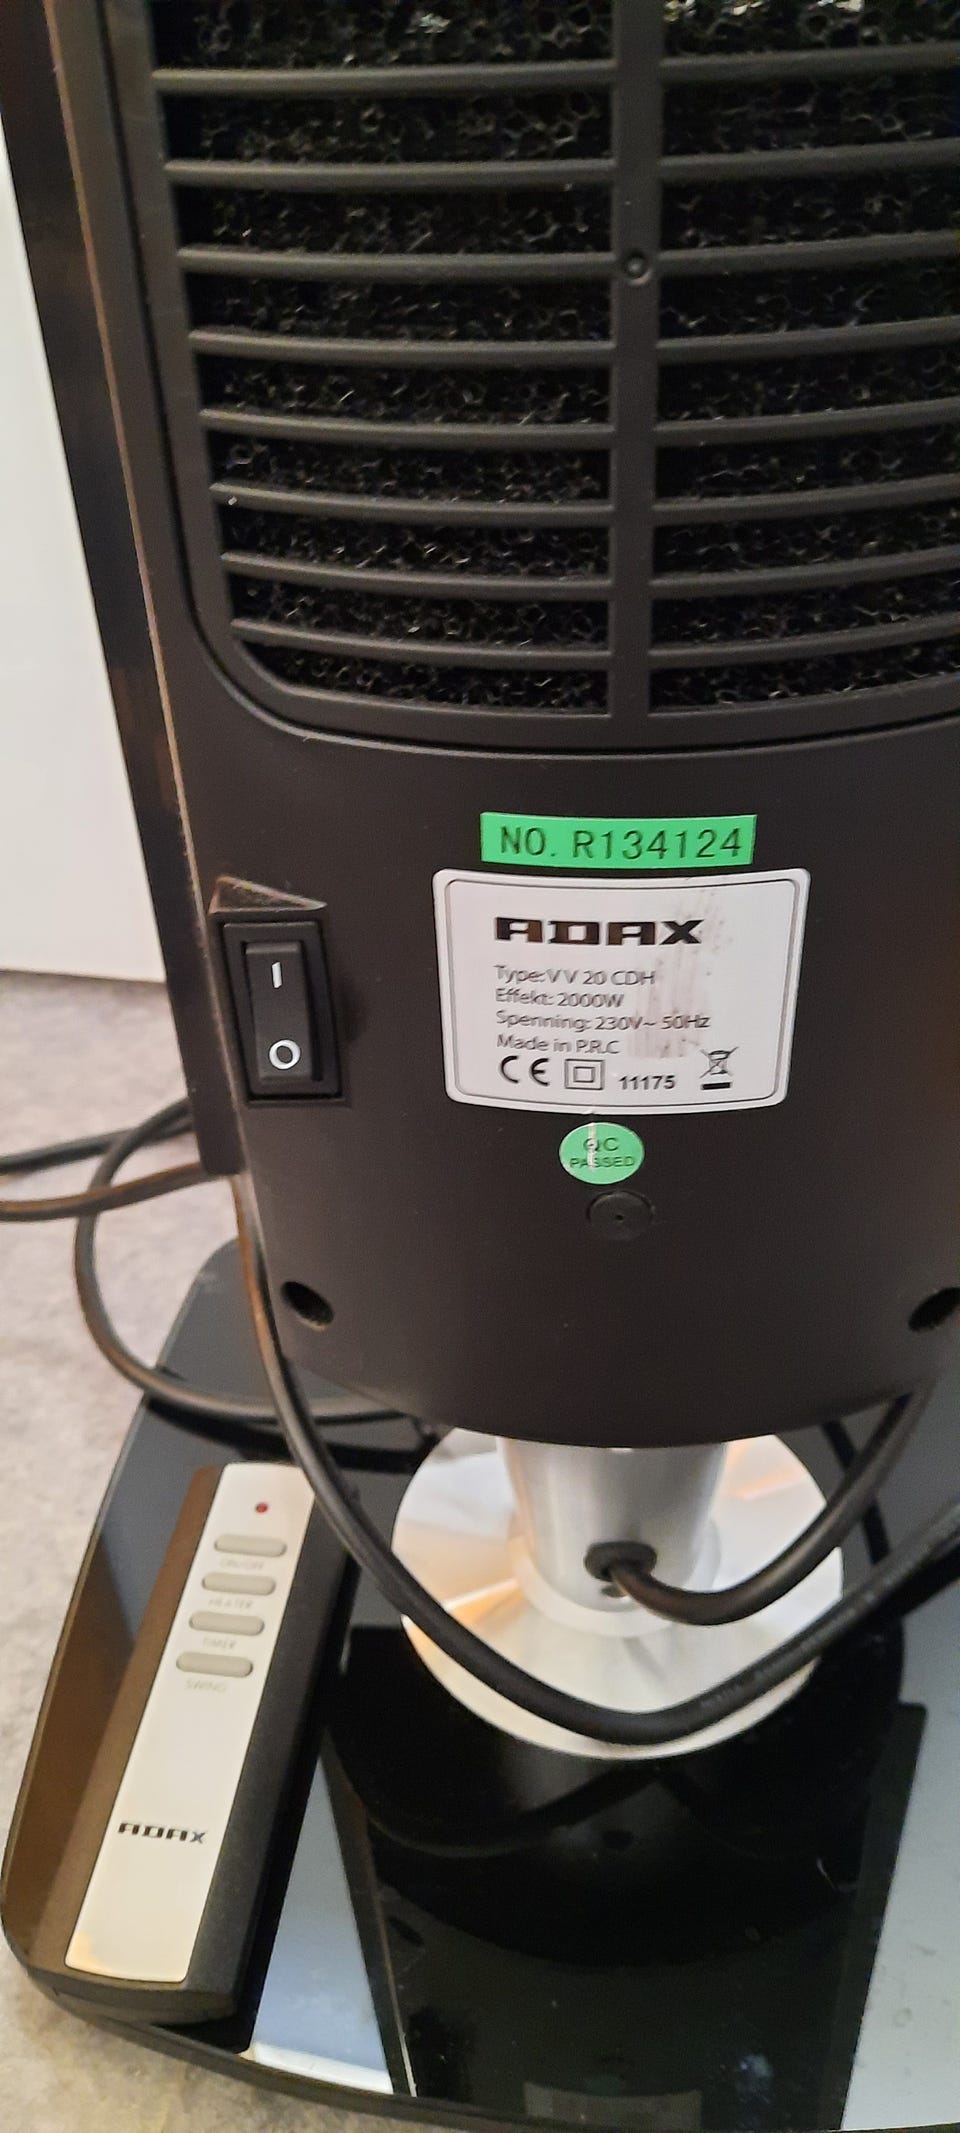 NO. R134124
ADAX
Type: V V 20 CDH
Effekt: 2000W
Spenning: 230V~ 50Hz
Made in P.R.C
CE 11175
QC
PASSED
I
O
ON/OFF
HEATER
TIMER
SWING
ADAX